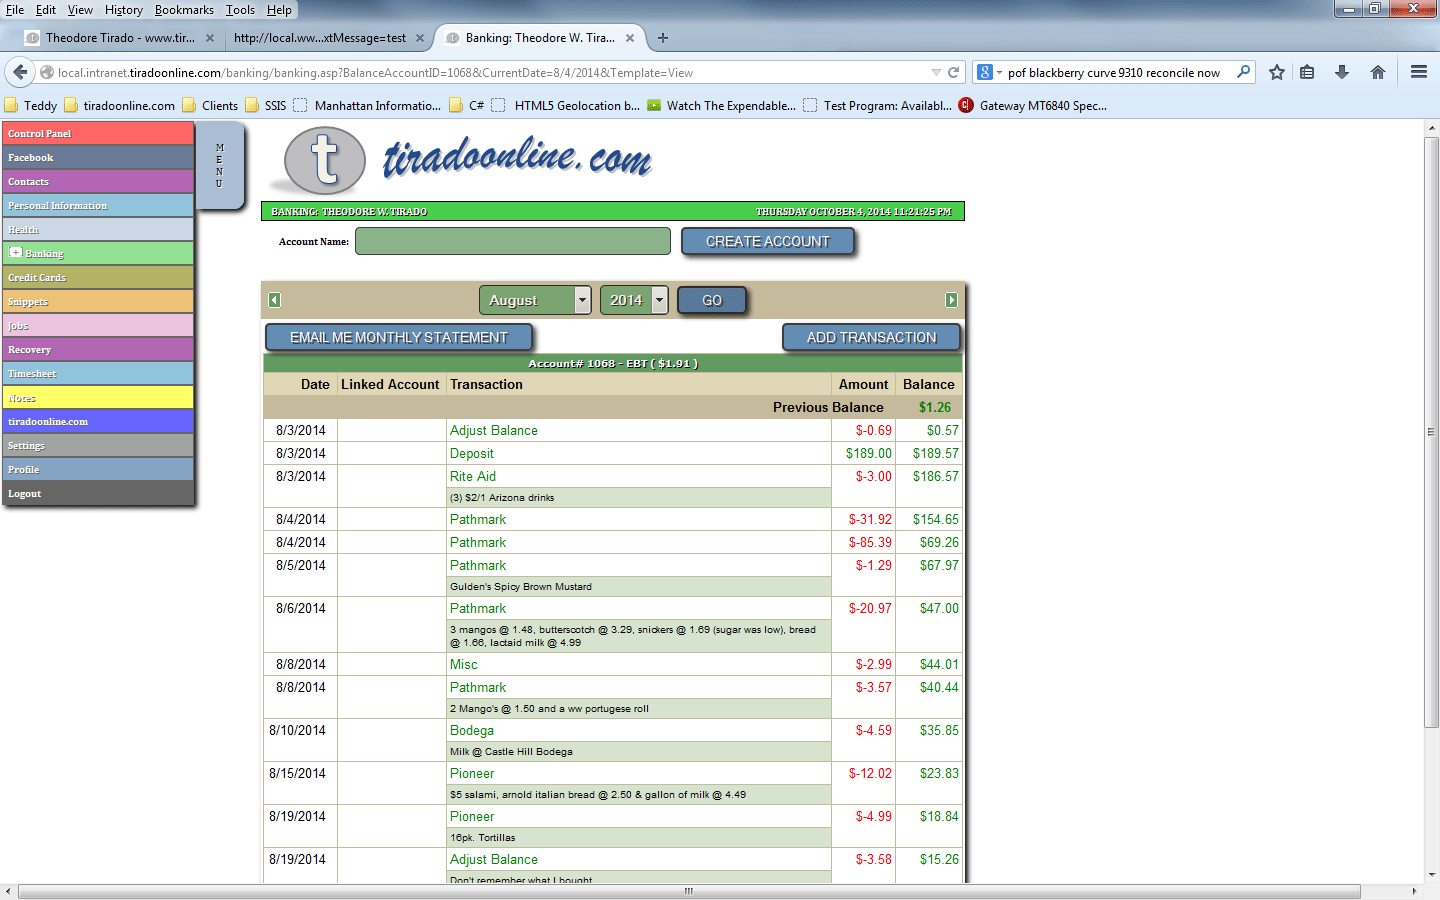 File Edit View History Bookmarks Tools Help
Theodore Tirado - www.tir...
http://local.ww...xtMessage=test
Banking: Theodore W. Tira...
local.intranet.tiradoonline.com/banking/banking.asp?BalanceAccountID=1068&CurrentDate=8/4/2014&Template=View
pof blackberry curve 9310 reconcile now
Teddy tiradoonline.com Clients SSIS Manhattan Informatio... C# HTML5 Geolocation b... Watch The Expendable... Test Program: Availabl... Gateway MT6840 Spec...
Control Panel
Facebook
Contacts
Personal Information
Health
Banking
Credit Cards
Snippets
Jobs
Recovery
Timesheet
Notes
tiradoonline.com
Settings
Profile
Logout
MENU
t tiradoonline.com
BANKING: THEODORE W. TIRADO THURSDAY OCTOBER 4, 2014 11:21:25 PM
Account Name: CREATE ACCOUNT
August 2014 GO
EMAIL ME MONTHLY STATEMENT ADD TRANSACTION
Account# 1068 - EBT ( $1.91 )
Date Linked Account Transaction Amount Balance
Previous Balance $1.26
8/3/2014 Adjust Balance $-0.69 $0.57
8/3/2014 Deposit $189.00 $189.57
8/3/2014 Rite Aid $-3.00 $186.57
(3) $2/1 Arizona drinks
8/4/2014 Pathmark $-31.92 $154.65
8/4/2014 Pathmark $-85.39 $69.26
8/5/2014 Pathmark $-1.29 $67.97
Gulden's Spicy Brown Mustard
8/6/2014 Pathmark $-20.97 $47.00
3 mangos @ 1.48, butterscotch @ 3.29, snickers @ 1.69 (sugar was low), bread
@ 1.66, lactaid milk @ 4.99
8/8/2014 Misc $-2.99 $44.01
8/8/2014 Pathmark $-3.57 $40.44
2 Mango's @ 1.50 and a ww portugese roll
8/10/2014 Bodega $-4.59 $35.85
Milk @ Castle Hill Bodega
8/15/2014 Pioneer $-12.02 $23.83
$5 salami, arnold italian bread @ 2.50 & gallon of milk @ 4.49
8/19/2014 Pioneer $-4.99 $18.84
16pk. Tortillas
8/19/2014 Adjust Balance $-3.58 $15.26
Don't remember what I bought